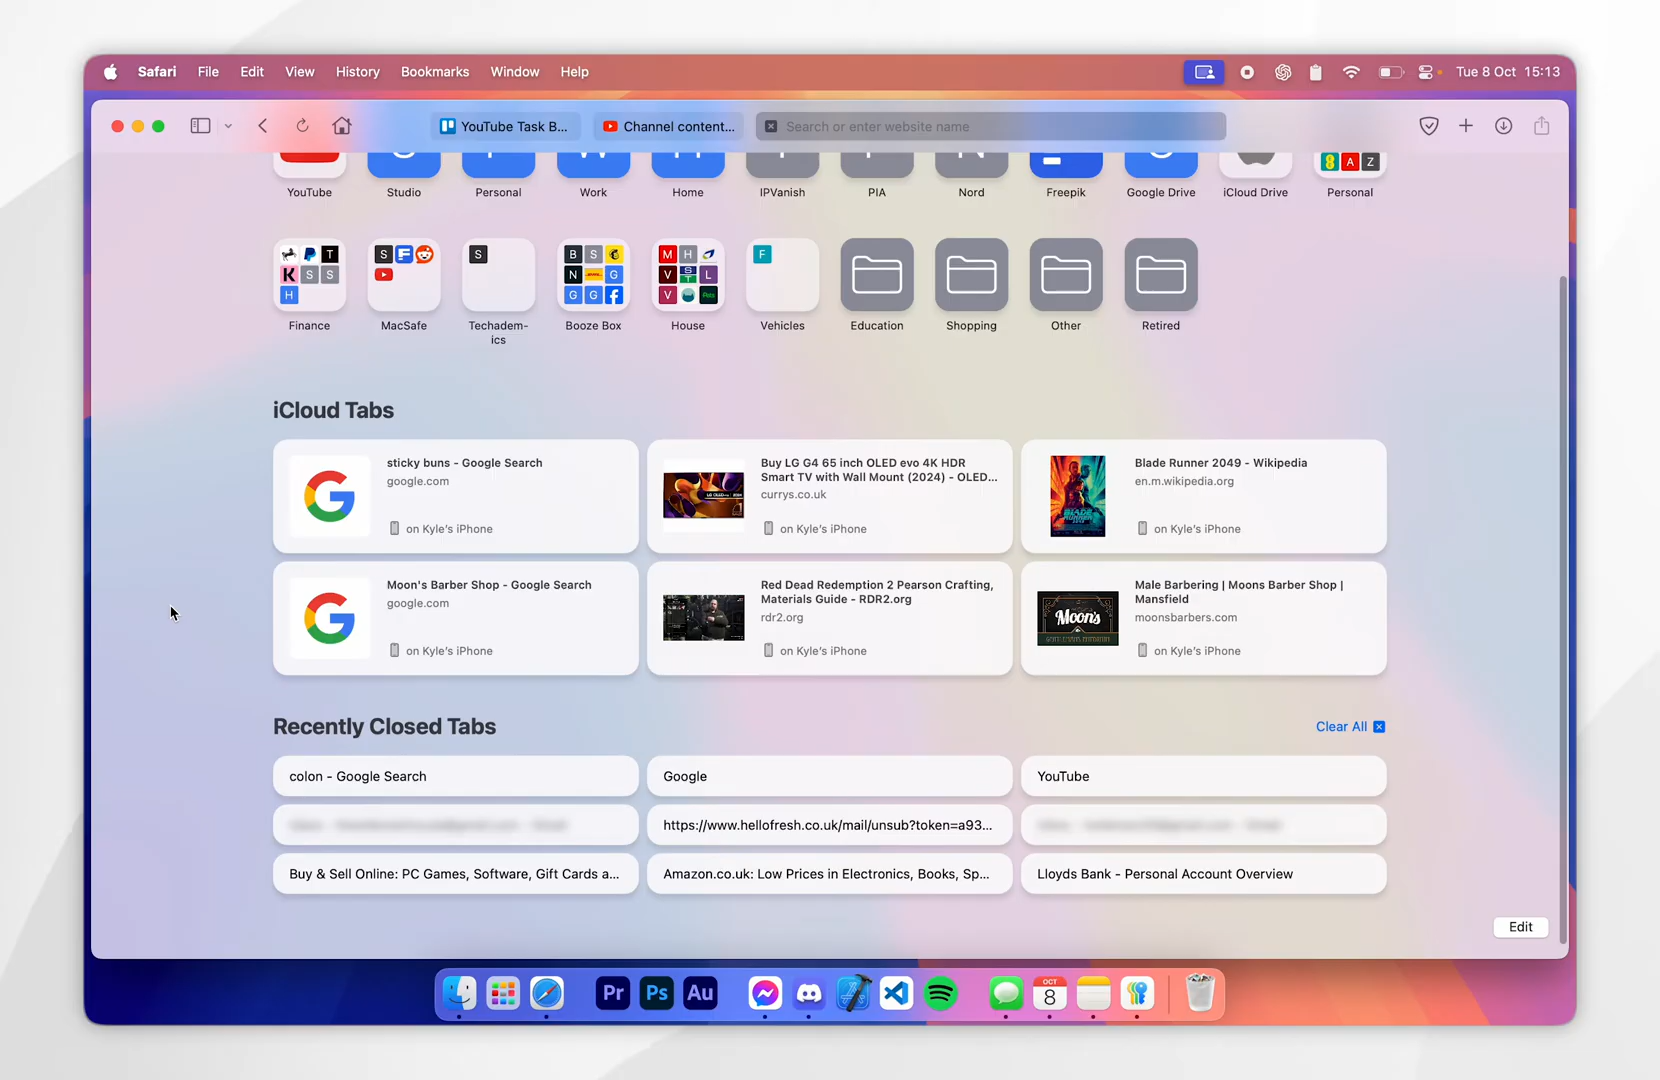 Safari File Edit View History Bookmarks Window Help
Tue 8 Oct 15:13
YouTube Task B...
Channel content...
Search or enter website name
YouTube
Studio
Personal
Work
Home
IPVanish
PIA
Nord
Freepik
Google Drive
iCloud Drive
Personal
Finance
MacSafe
Techadem-
ics
Booze Box
House
Vehicles
Education
Shopping
Other
Retired
iCloud Tabs
sticky buns - Google Search
google.com
on Kyle's iPhone
Buy LG G4 65 inch OLED evo 4K HDR
Smart TV with Wall Mount (2024) - OLED...
currys.co.uk
on Kyle's iPhone
Blade Runner 2049 - Wikipedia
en.m.wikipedia.org
on Kyle's iPhone
Moon's Barber Shop - Google Search
google.com
on Kyle's iPhone
Red Dead Redemption 2 Pearson Crafting,
Materials Guide - RDR2.org
rdr2.org
on Kyle's iPhone
Moon's
Male Barbering | Moons Barber Shop |
Mansfield
moonsbarbers.com
on Kyle's iPhone
Recently Closed Tabs
Clear All
colon - Google Search
Google
YouTube
https://www.hellofresh.co.uk/mail/unsub?token=a93...
Buy & Sell Online: PC Games, Software, Gift Cards a...
Amazon.co.uk: Low Prices in Electronics, Books, Sp...
Lloyds Bank - Personal Account Overview
Edit
Pr
Ps
Au
OCT
8